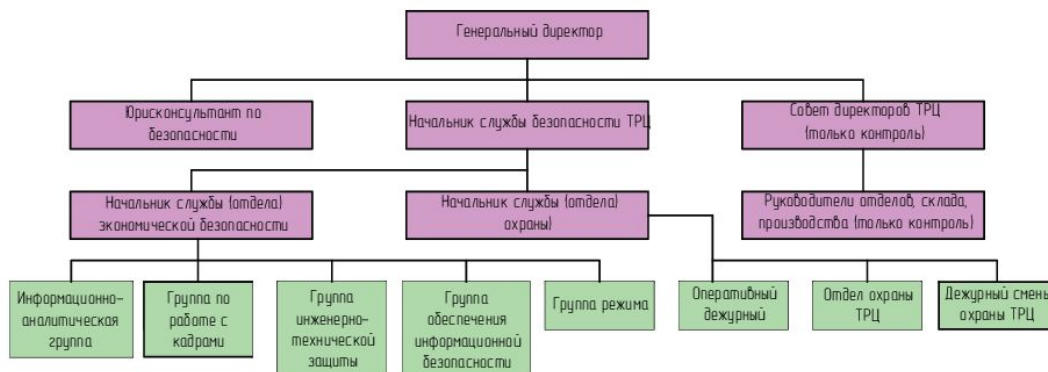 Генеральный директор
Юрисконсультант по
безопасности
Начальник службы безопасности ТРЦ
Совет директоров ТРЦ
(только контроль)
Начальник службы (отдела)
экономической безопасности
Начальник службы (отдела)
охраны)
Руководители отделов, склада,
производства (только контроль)
Информационно-
аналитическая
группа
Группа по
работе с
кадрами
Группа
инженерно-
технической
защиты
Группа
обеспечения
информационной
безопасности
Группа режима
Оперативный
дежурный
Отдел охраны
ТРЦ
Дежурный смены
охраны ТРЦ